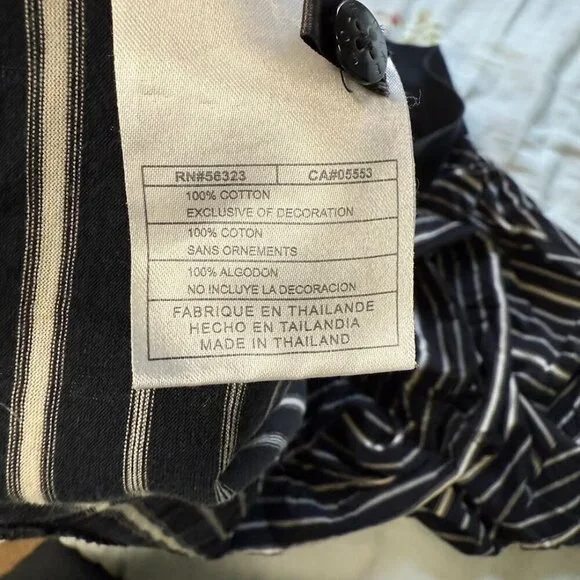 RN#56323 CA#05553
100% COTTON
EXCLUSIVE OF DECORATION
100% COTON
SANS ORNEMENTS
100% ALGODON
NO INCLUYE LA DECORACION
FABRIQUE EN THAILANDE
HECHO EN TAILANDIA
MADE IN THAILAND